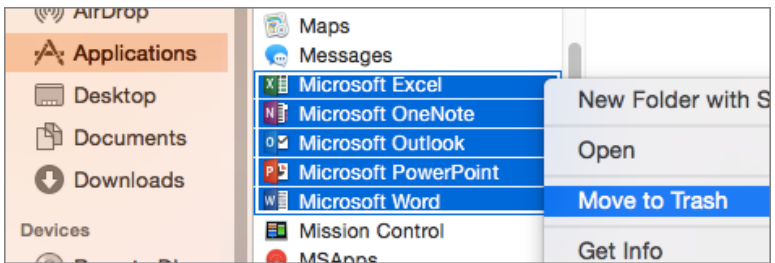 AirDrop
Applications
Desktop
Documents
Downloads
Devices
Maps
Messages
Microsoft Excel
Microsoft OneNote
Microsoft Outlook
Microsoft PowerPoint
Microsoft Word
Mission Control
MSApps
New Folder with S
Open
Move to Trash
Get Info